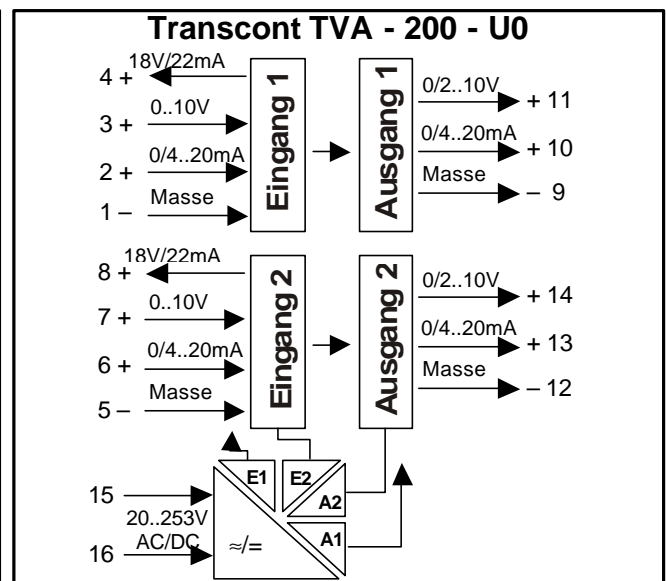 Transcont TVA - 200 - U0
18V/22mA
4 +
0..10V
3 +
0/4..20mA
2 +
Masse
1 –
Eingang 1
Ausgang 1
0/2..10V
+ 11
0/4..20mA
+ 10
Masse
– 9
18V/22mA
8 +
0..10V
7 +
0/4..20mA
6 +
Masse
5 –
Eingang 2
Ausgang 2
0/2..10V
+ 14
0/4..20mA
+ 13
Masse
– 12
E1
E2
A2
A1
15
20..253V
AC/DC
16
≈/=